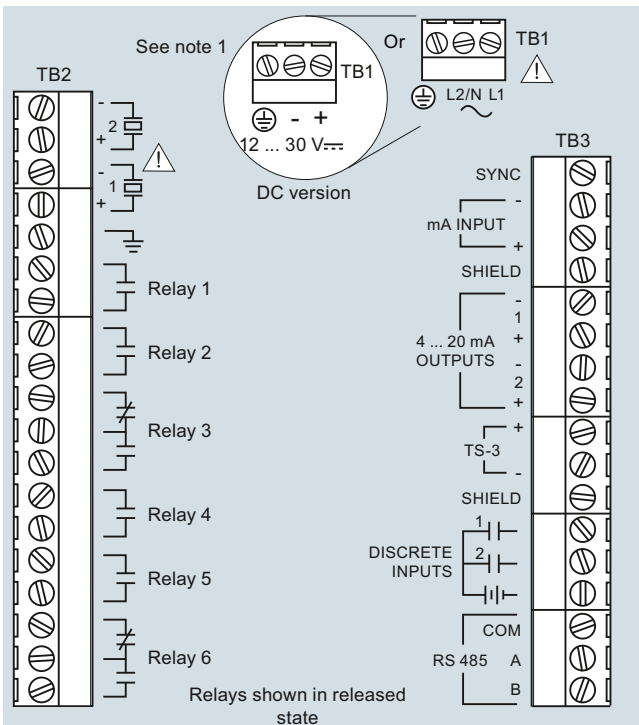 See note 1
TB1
- +
12 ... 30 V
DC version
Or
TB1
L2/N L1
TB2
-
2
+
-
1
+
Relay 1
Relay 2
Relay 3
Relay 4
Relay 5
Relay 6
Relays shown in released
state
TB3
SYNC
-
mA INPUT
+
SHIELD
-
1
+
4 ... 20 mA
OUTPUTS
-
2
+
+
TS-3
-
SHIELD
1
DISCRETE
INPUTS
2
COM
RS 485 A
B